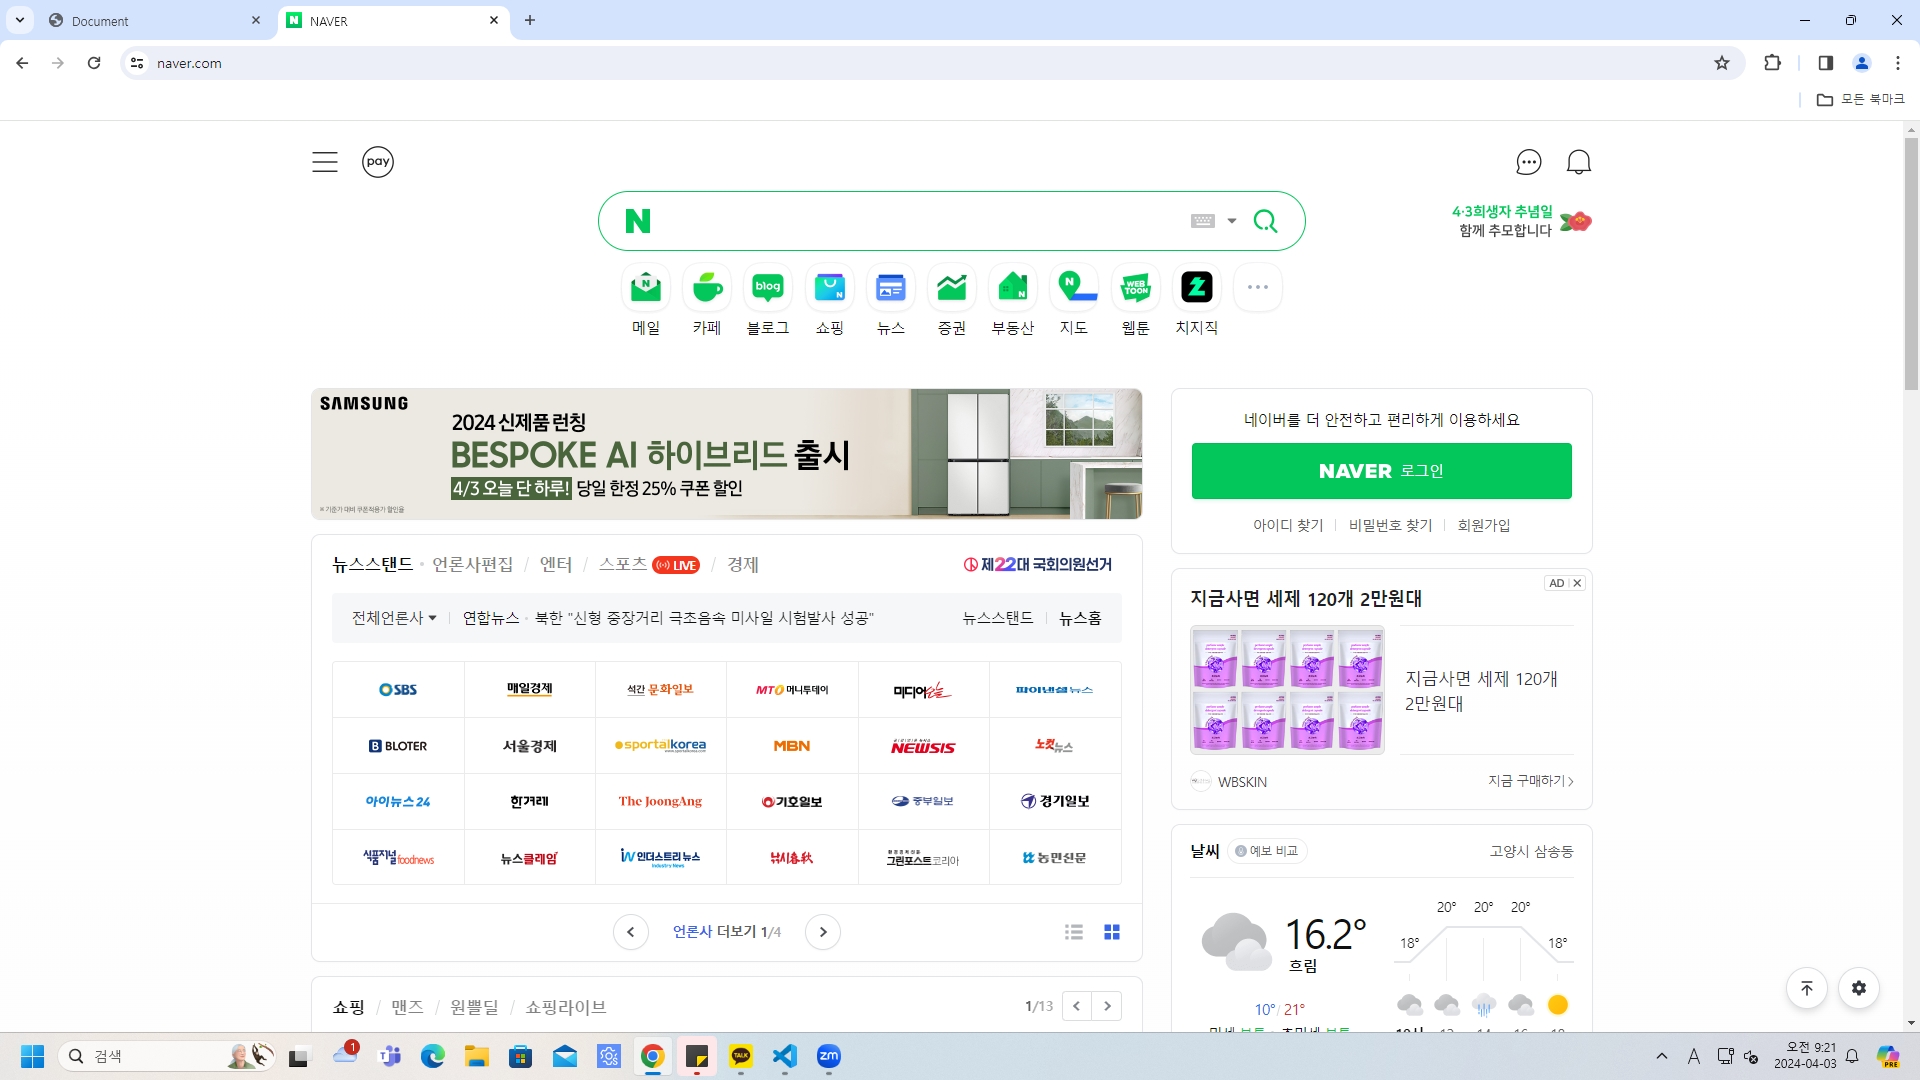 Document
NAVER
naver.com
모든 북마크
pay
4·3희생자 추념일
함께 추모합니다
메일 카페 블로그 쇼핑 뉴스 증권 부동산 지도 웹툰 치지직
blog
WEB
TOON
SAMSUNG
2024 신제품 런칭
BESPOKE AI 하이브리드 출시
4/3 오늘 단 하루! 당일 한정 25% 쿠폰 할인
네이버를 더 안전하고 편리하게 이용하세요
NAVER 로그인
아이디 찾기 비밀번호 찾기 회원가입
뉴스스탠드 · 언론사편집 / 엔터 / 스포츠 LIVE / 경제
제22대 국회의원선거
전체언론사 연합뉴스 · 북한 "신형 중장거리 극초음속 미사일 시험발사 성공" 뉴스스탠드 뉴스홈
SBS 매일경제 석간 문화일보 MTO 머니투데이 미디어오늘 파이낸셜뉴스
BLOTER 서울경제 sportalkorea MBN NEWSIS 노컷뉴스
아이뉴스24 한겨레 The JoongAng 기호일보 중부일보 경기일보
식품저널 foodnews 뉴스클레임 인더스트리뉴스 Industry News 낚시춘추 그린포스트코리아 농민신문
언론사 더보기 1/4
쇼핑 / 맨즈 / 원쁠딜 / 쇼핑라이브
1/13
AD
지금사면 세제 120개 2만원대
지금사면 세제 120개
2만원대
WBSKIN
지금 구매하기
날씨 예보 비교 고양시 삼송동
16.2°
흐림
10°/ 21°
18° 20° 20° 20° 18°
검색
1
TALK
zm
A
오전 9:21
2024-04-03
PRE